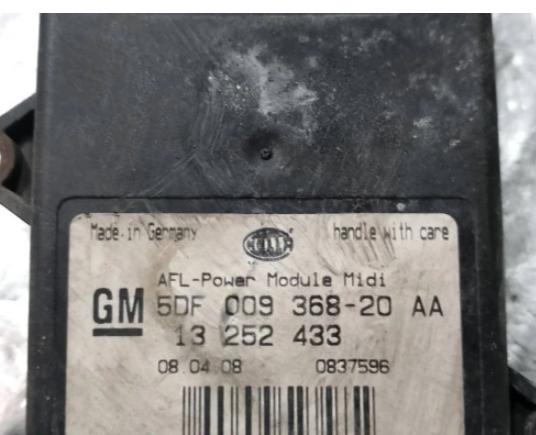 Made in Germany HELLA handle with care
AFL-Power Module Midi
GM 5DF 009 368-20 AA
13 252 433
08.04.08 0837596